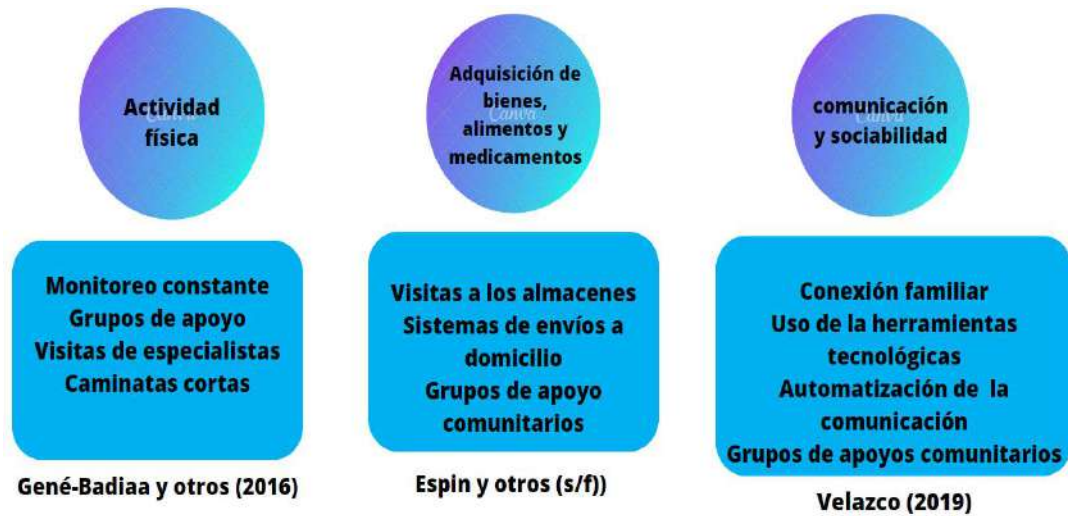 Actividad
física
Monitoreo constante
Grupos de apoyo
Visitas de especialistas
Caminatas cortas
Gené-Badiaa y otros (2016)
Adquisición de
bienes,
alimentos y
medicamentos
Canva
Visitas a los almacenes
Sistemas de envíos a
domicilio
Grupos de apoyo
comunitarios
Espin y otros (s/f))
comunicación
y sociabilidad
Canva
Conexión familiar
Uso de la herramientas
tecnológicas
Automatización de la
comunicación
Grupos de apoyos comunitarios
Velazco (2019)